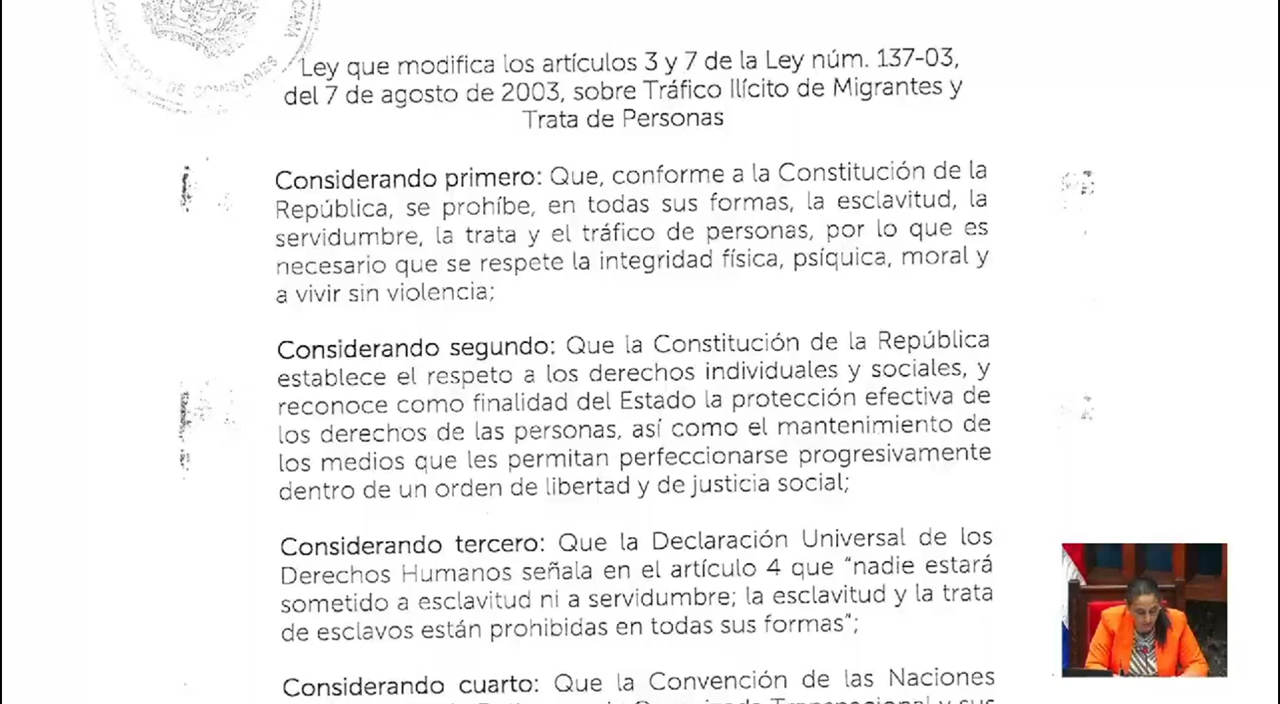 DE COMISIONES
Ley que modifica los artículos 3 y 7 de la Ley núm. 137-03,
del 7 de agosto de 2003, sobre Tráfico Ilícito de Migrantes y
Trata de Personas
Considerando primero: Que, conforme a la Constitución de la
República, se prohíbe, en todas sus formas, la esclavitud, la
servidumbre, la trata y el tráfico de personas, por lo que es
necesario que se respete la integridad física, psíquica, moral y
a vivir sin violencia;
Considerando segundo: Que la Constitución de la República
establece el respeto a los derechos individuales y sociales, y
reconoce como finalidad del Estado la protección efectiva de
los derechos de las personas, así como el mantenimiento de
los medios que les permitan perfeccionarse progresivamente
dentro de un orden de libertad y de justicia social;
Considerando tercero: Que la Declaración Universal de los
Derechos Humanos señala en el artículo 4 que "nadie estará
sometido a esclavitud ni a servidumbre; la esclavitud y la trata
de esclavos están prohibidas en todas sus formas";
Considerando cuarto: Que la Convención de las Naciones